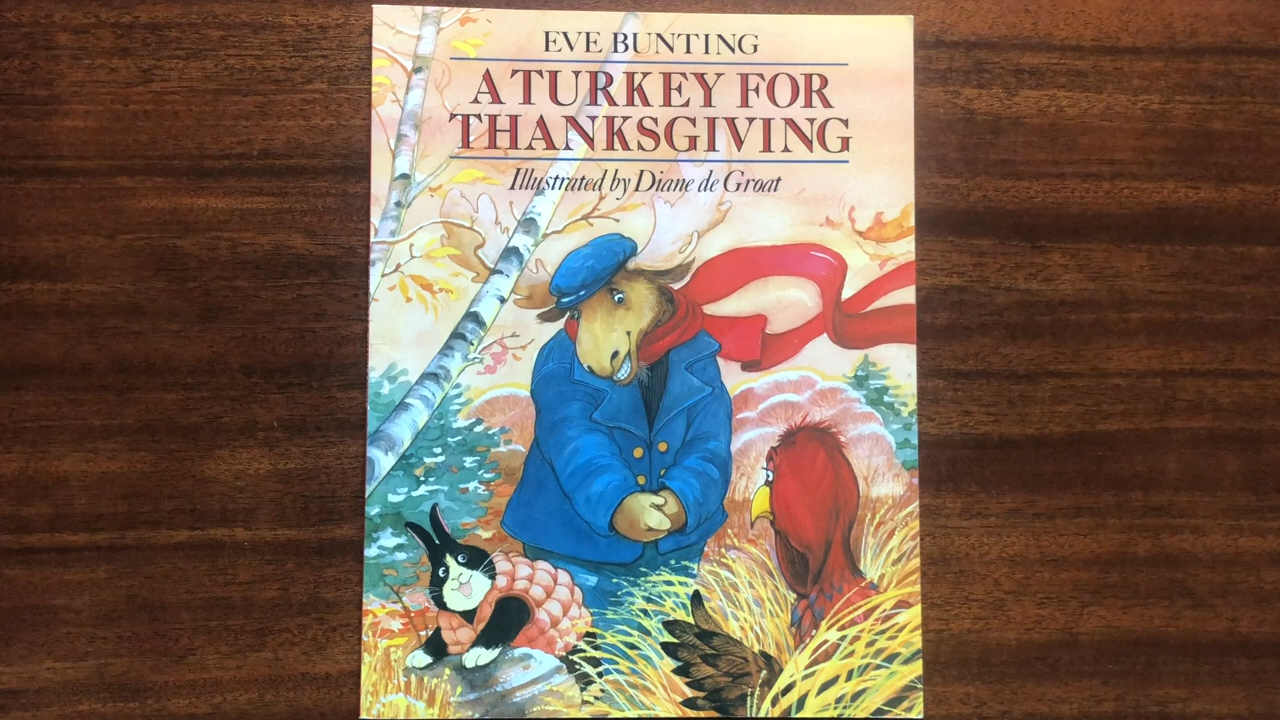 EVE BUNTING
A TURKEY FOR
THANKSGIVING
Illustrated by Diane de Groat